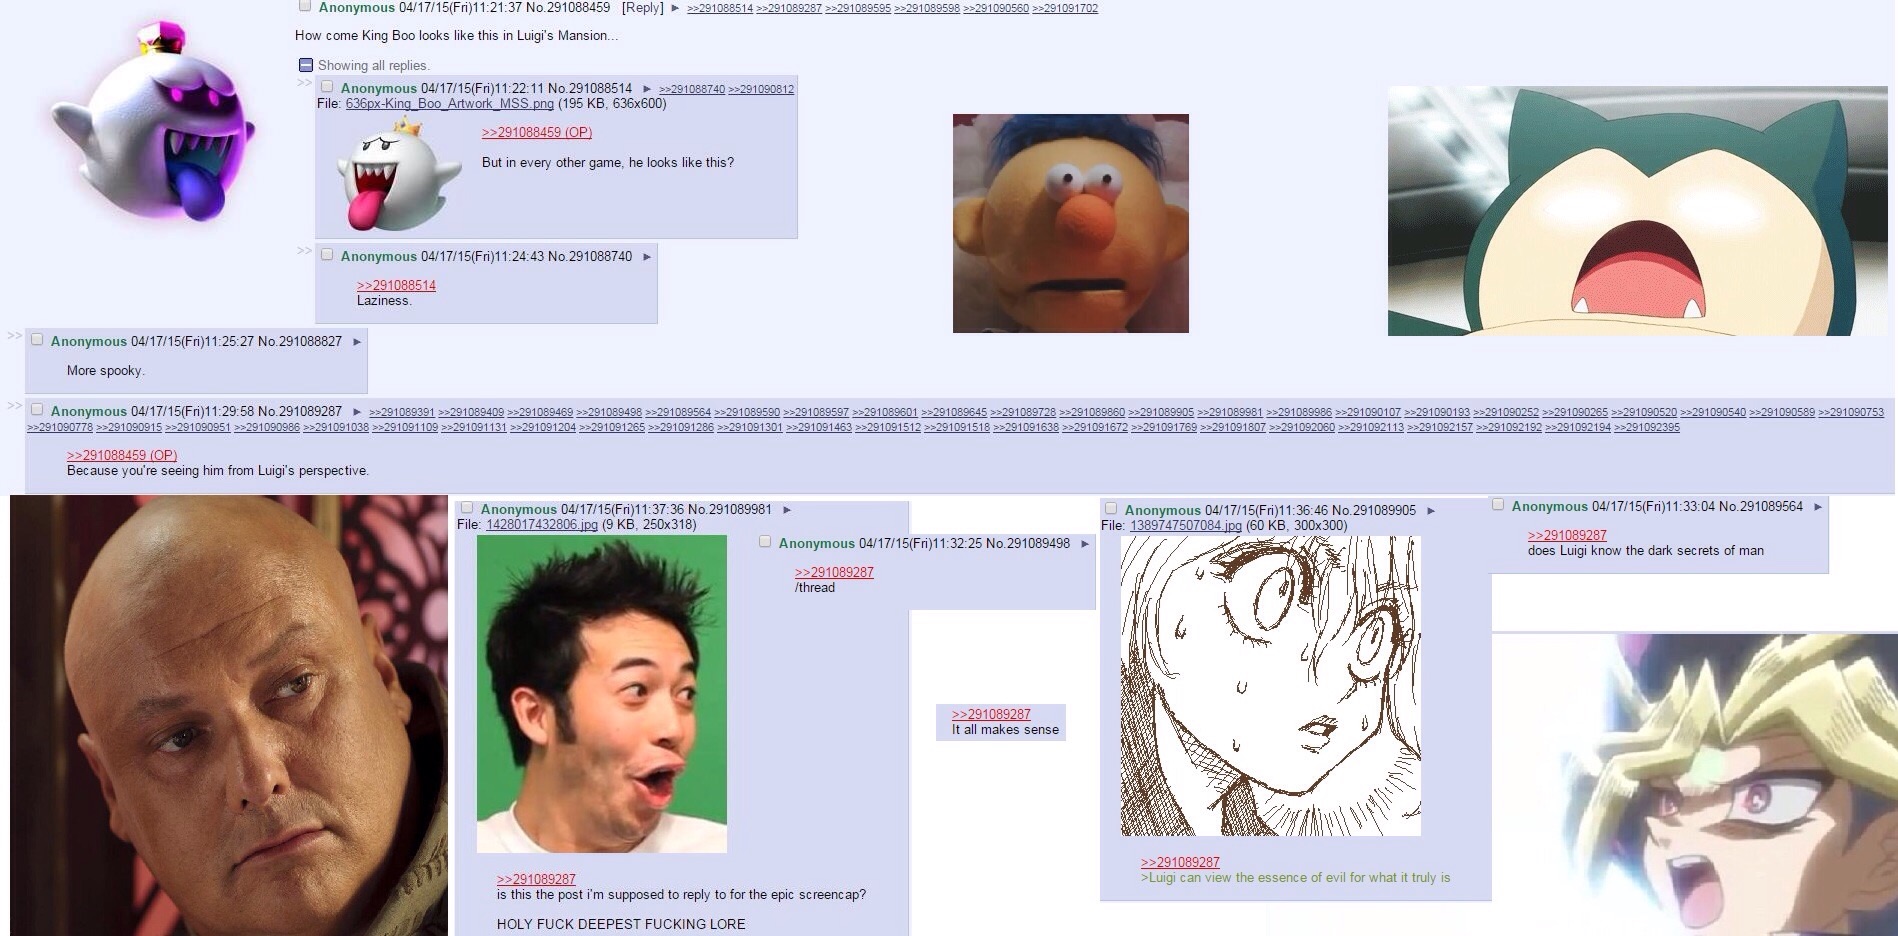 Anonymous 04/17/15(Fri)11:21:37 No.291088459 [Reply] ► >>291088514 >>291089287 >>291089595 >>291089598 >>291090560 >>291091702
How come King Boo looks like this in Luigi's Mansion...
Showing all replies.
>> Anonymous 04/17/15(Fri)11:22:11 No.291088514 ► >>291088740 >>291090812
File: 636px-King_Boo_Artwork_MSS.png (195 KB, 636x600)
>>291088459 (OP)
But in every other game, he looks like this?
>> Anonymous 04/17/15(Fri)11:24:43 No.291088740 ►
>>291088514
Laziness.
>> Anonymous 04/17/15(Fri)11:25:27 No.291088827 ►
More spooky.
>> Anonymous 04/17/15(Fri)11:29:58 No.291089287 ► >>291089391 >>291089409 >>291089469 >>291089498 >>291089564 >>291089590 >>291089597 >>291089601 >>291089645 >>291089728 >>291089860 >>291089905 >>291089981 >>291089986 >>291090107 >>291090193 >>291090252 >>291090265 >>291090520 >>291090540 >>291090589 >>291090753
>>291090778 >>291090915 >>291090951 >>291090986 >>291091038 >>291091109 >>291091131 >>291091204 >>291091265 >>291091286 >>291091301 >>291091463 >>291091512 >>291091518 >>291091638 >>291091672 >>291091769 >>291091807 >>291092060 >>291092113 >>291092157 >>291092192 >>291092194 >>291092395
>>291088459 (OP)
Because you're seeing him from Luigi's perspective.
Anonymous 04/17/15(Fri)11:37:36 No.291089981 ►
File: 1428017432806.jpg (9 KB, 250x318)
>>291089287
is this the post i'm supposed to reply to for the epic screencap?
HOLY FUCK DEEPEST FUCKING LORE
Anonymous 04/17/15(Fri)11:32:25 No.291089498 ►
>>291089287
/thread
>>291089287
It all makes sense
Anonymous 04/17/15(Fri)11:36:46 No.291089905 ►
File: 1389747507084.jpg (60 KB, 300x300)
>>291089287
>Luigi can view the essence of evil for what it truly is
Anonymous 04/17/15(Fri)11:33:04 No.291089564 ►
>>291089287
does Luigi know the dark secrets of man